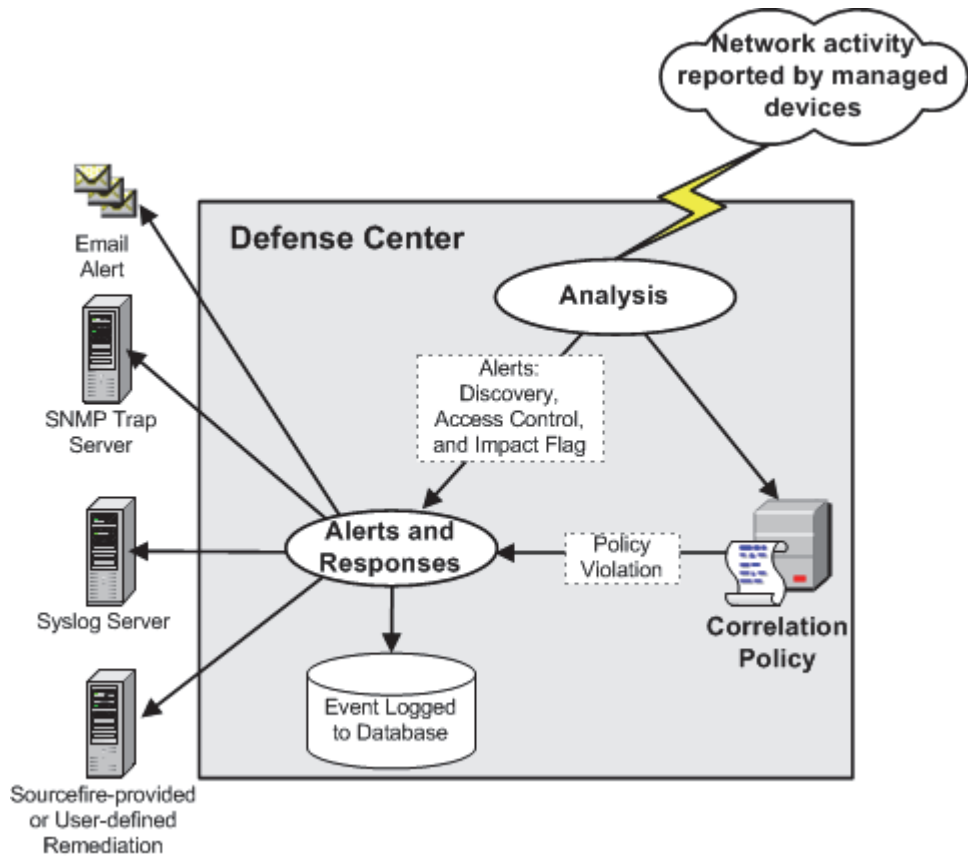 Network activity
reported by managed
devices
Email
Alert
Defense Center
Analysis
Alerts:
Discovery,
Access Control,
and Impact Flag
SNMP Trap
Server
Alerts and
Responses
Policy
Violation
Syslog Server
Correlation
Policy
Event Logged
to Database
Sourcefire-provided
or User-defined
Remediation